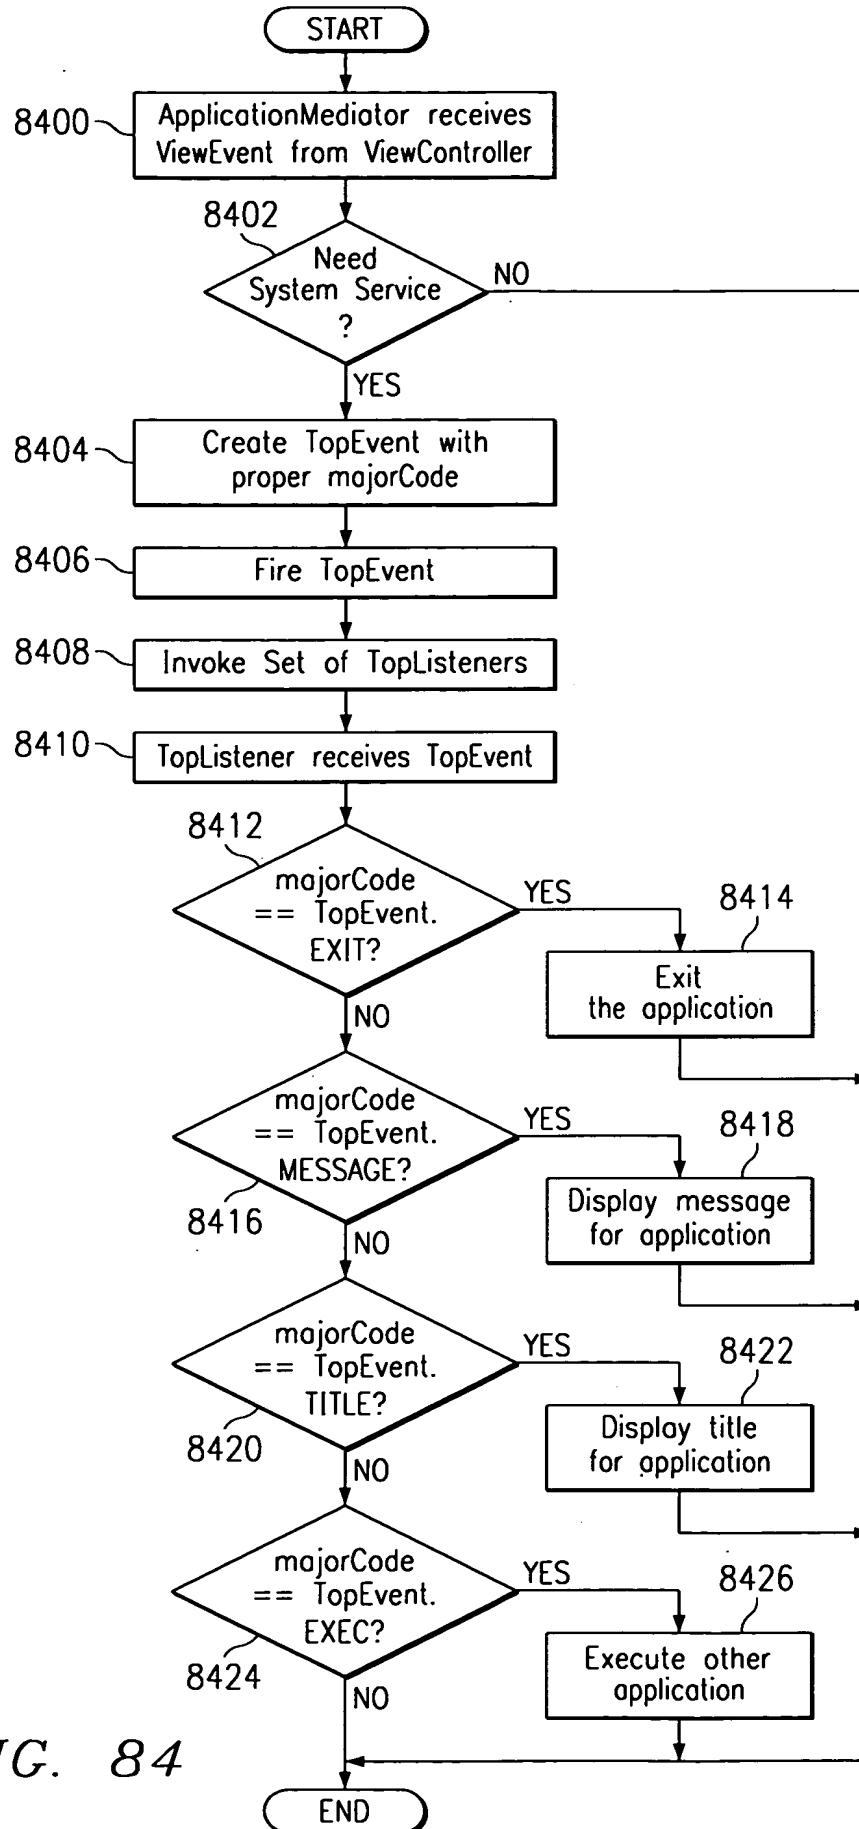 START
8400
ApplicationMediator receives
ViewEvent from ViewController
8402
Need
System Service
?
NO
YES
8404
Create TopEvent with
proper majorCode
8406
Fire TopEvent
8408
Invoke Set of TopListeners
8410
TopListener receives TopEvent
8412
majorCode
== TopEvent.
EXIT?
YES
8414
Exit
the application
NO
majorCode
== TopEvent.
MESSAGE?
YES
8418
Display message
for application
8416
NO
majorCode
== TopEvent.
TITLE?
YES
8422
Display title
for application
8420
NO
majorCode
== TopEvent.
EXEC?
YES
8426
Execute other
application
8424
NO
IG. 84
END